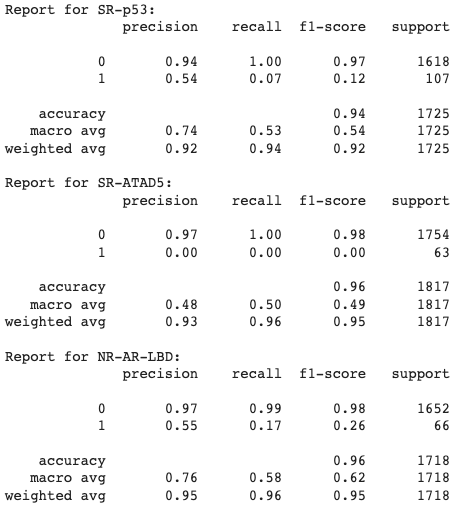 Report for SR-p53:
precision recall f1-score support
0 0.94 1.00 0.97 1618
1 0.54 0.07 0.12 107
accuracy 0.94 1725
macro avg 0.74 0.53 0.54 1725
weighted avg 0.92 0.94 0.92 1725
Report for SR-ATAD5:
precision recall f1-score support
0 0.97 1.00 0.98 1754
1 0.00 0.00 0.00 63
accuracy 0.96 1817
macro avg 0.48 0.50 0.49 1817
weighted avg 0.93 0.96 0.95 1817
Report for NR-AR-LBD:
precision recall f1-score support
0 0.97 0.99 0.98 1652
1 0.55 0.17 0.26 66
accuracy 0.96 1718
macro avg 0.76 0.58 0.62 1718
weighted avg 0.95 0.96 0.95 1718